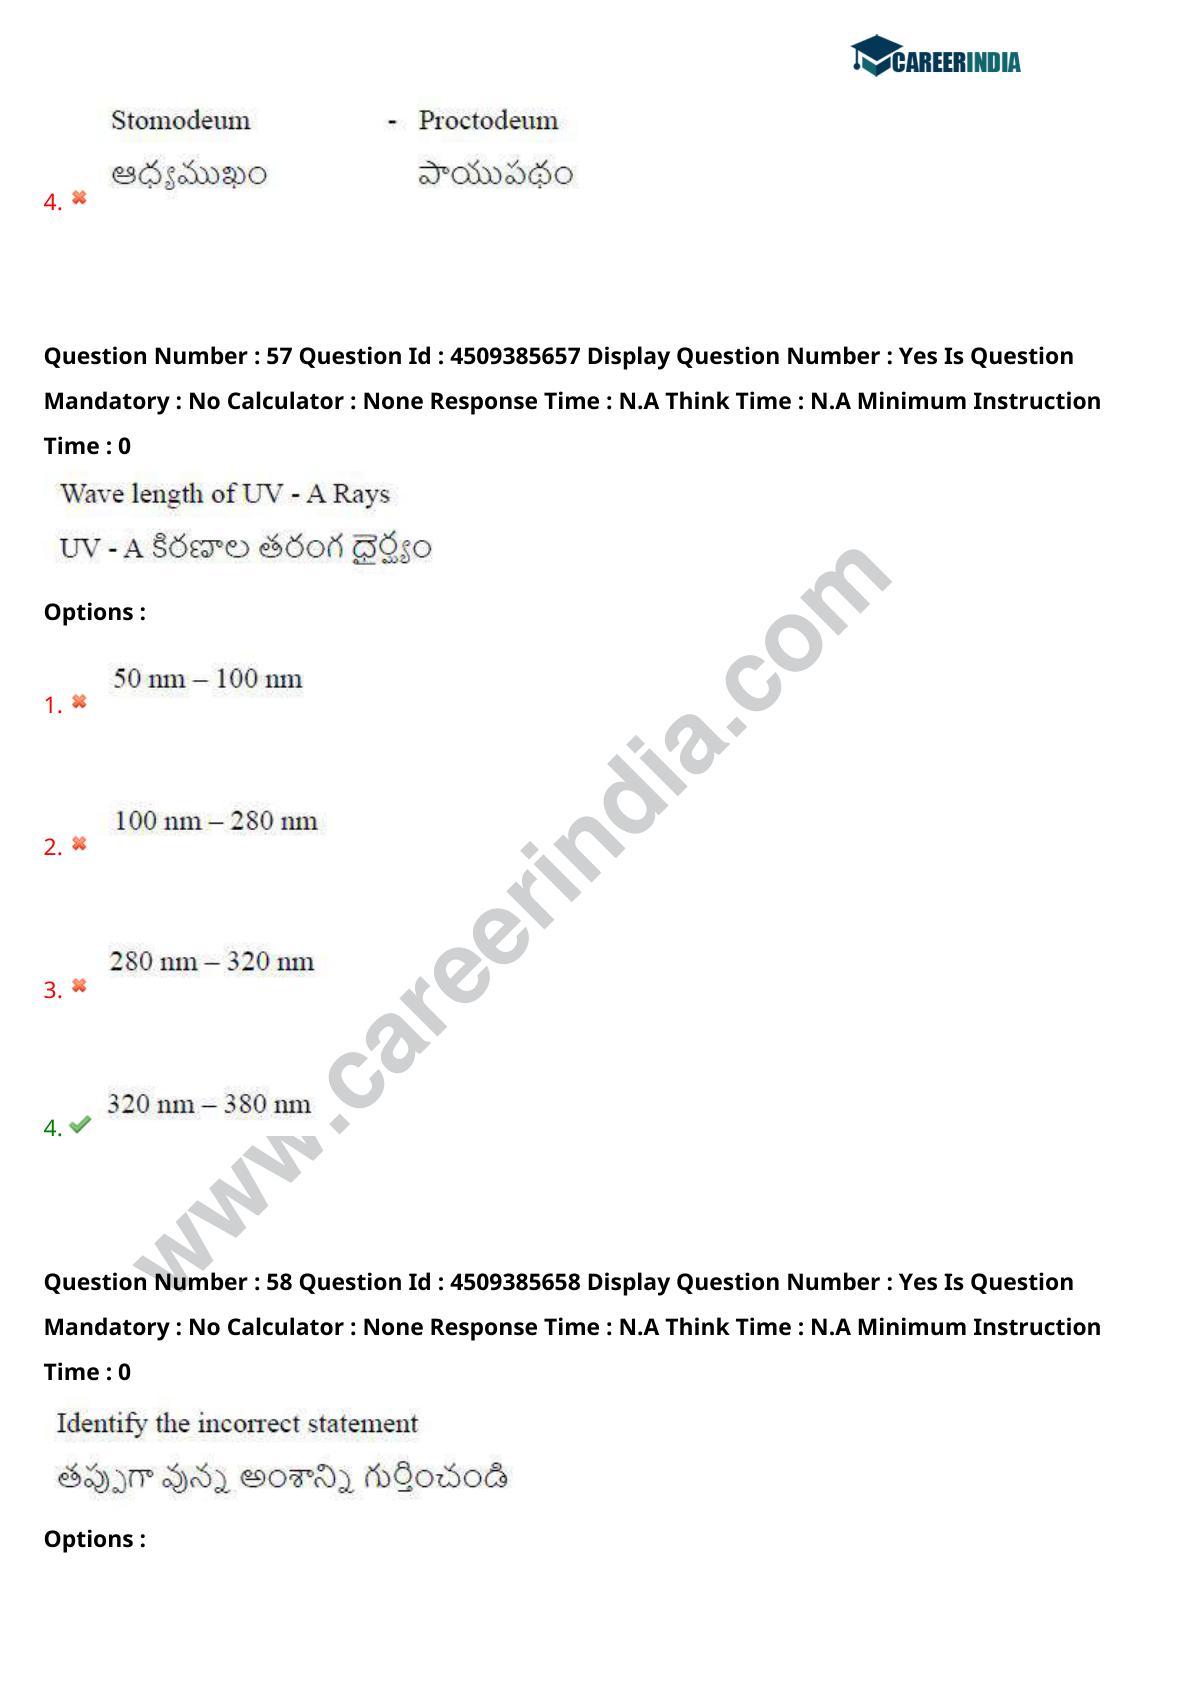 CAREERINDIA
Stomodeum - Proctodeum
ఆధ్యముఖం పాయుపథం
4.
Question Number : 57 Question Id : 4509385657 Display Question Number : Yes Is Question
Mandatory : No Calculator : None Response Time : N.A Think Time : N.A Minimum Instruction
Time : 0
Wave length of UV - A Rays
UV - A కిరణాల తరంగ ధైర్ఘ్యం
Options :
50 nm – 100 nm
1.
100 nm – 280 nm
2.
280 nm – 320 nm
3.
320 nm – 380 nm
4.
www.careerindia.com
Question Number : 58 Question Id : 4509385658 Display Question Number : Yes Is Question
Mandatory : No Calculator : None Response Time : N.A Think Time : N.A Minimum Instruction
Time : 0
Identify the incorrect statement
తప్పుగా వున్న అంశాన్ని గుర్తించండి
Options :